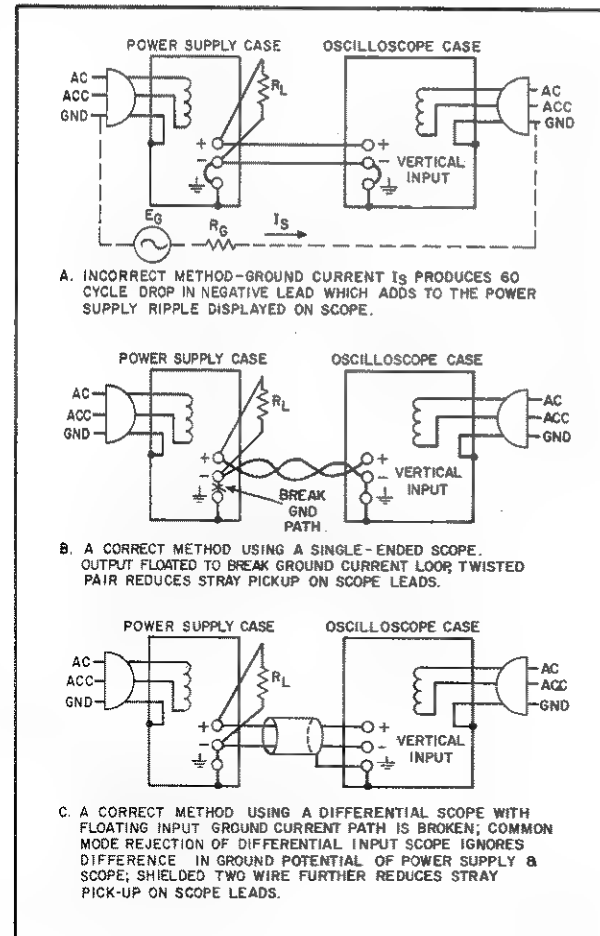 POWER SUPPLY CASE OSCILLOSCOPE CASE
AC
ACC
GND
RL
+
-
+
-
VERTICAL
INPUT
AC
ACC
GND
EG
RG
IS
A. INCORRECT METHOD-GROUND CURRENT IS PRODUCES 60
CYCLE DROP IN NEGATIVE LEAD WHICH ADDS TO THE POWER
SUPPLY RIPPLE DISPLAYED ON SCOPE.
POWER SUPPLY CASE OSCILLOSCOPE CASE
AC
ACC
GND
RL
+
-
BREAK
GND
PATH
+
-
VERTICAL
INPUT
AC
ACC
GND
B. A CORRECT METHOD USING A SINGLE-ENDED SCOPE.
OUTPUT FLOATED TO BREAK GROUND CURRENT LOOP, TWISTED
PAIR REDUCES STRAY PICKUP ON SCOPE LEADS.
POWER SUPPLY CASE OSCILLOSCOPE CASE
AC
ACC
GND
RL
+
-
+
-
VERTICAL
INPUT
AC
ACC
GND
C. A CORRECT METHOD USING A DIFFERENTIAL SCOPE WITH
FLOATING INPUT GROUND CURRENT PATH IS BROKEN; COMMON
MODE REJECTION OF DIFFERENTIAL INPUT SCOPE IGNORES
DIFFERENCE IN GROUND POTENTIAL OF POWER SUPPLY &
SCOPE; SHIELDED TWO WIRE FURTHER REDUCES STRAY
PICK-UP ON SCOPE LEADS.